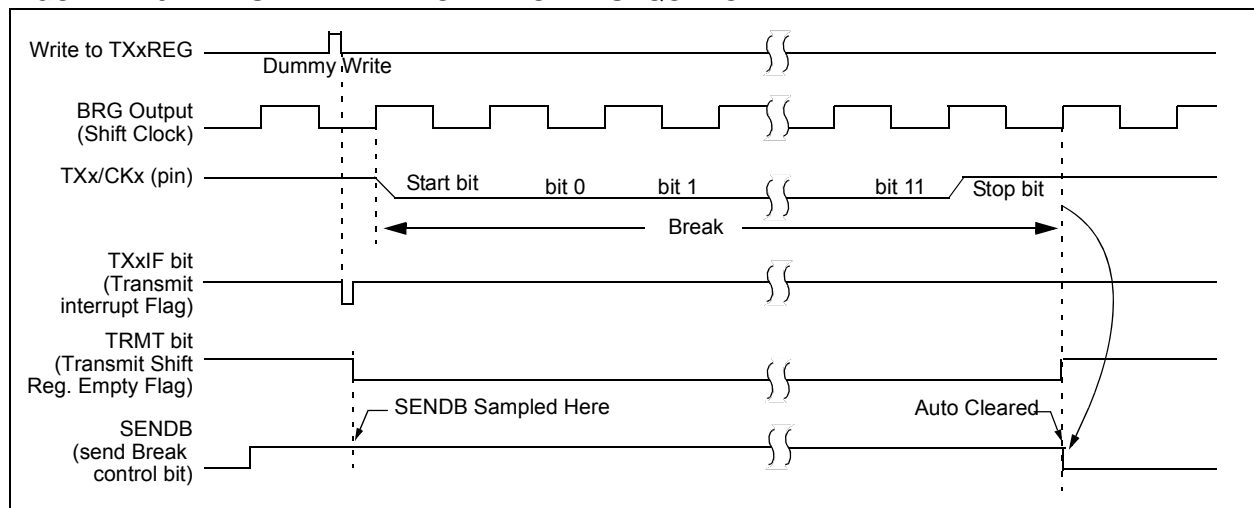 Write to TXxREG
Dummy Write
BRG Output
(Shift Clock)
TXx/CKx (pin)
Start bit
bit 0
bit 1
bit 11
Stop bit
Break
TXxIF bit
(Transmit
interrupt Flag)
TRMT bit
(Transmit Shift
Reg. Empty Flag)
SENDB Sampled Here
Auto Cleared
SENDB
(send Break
control bit)